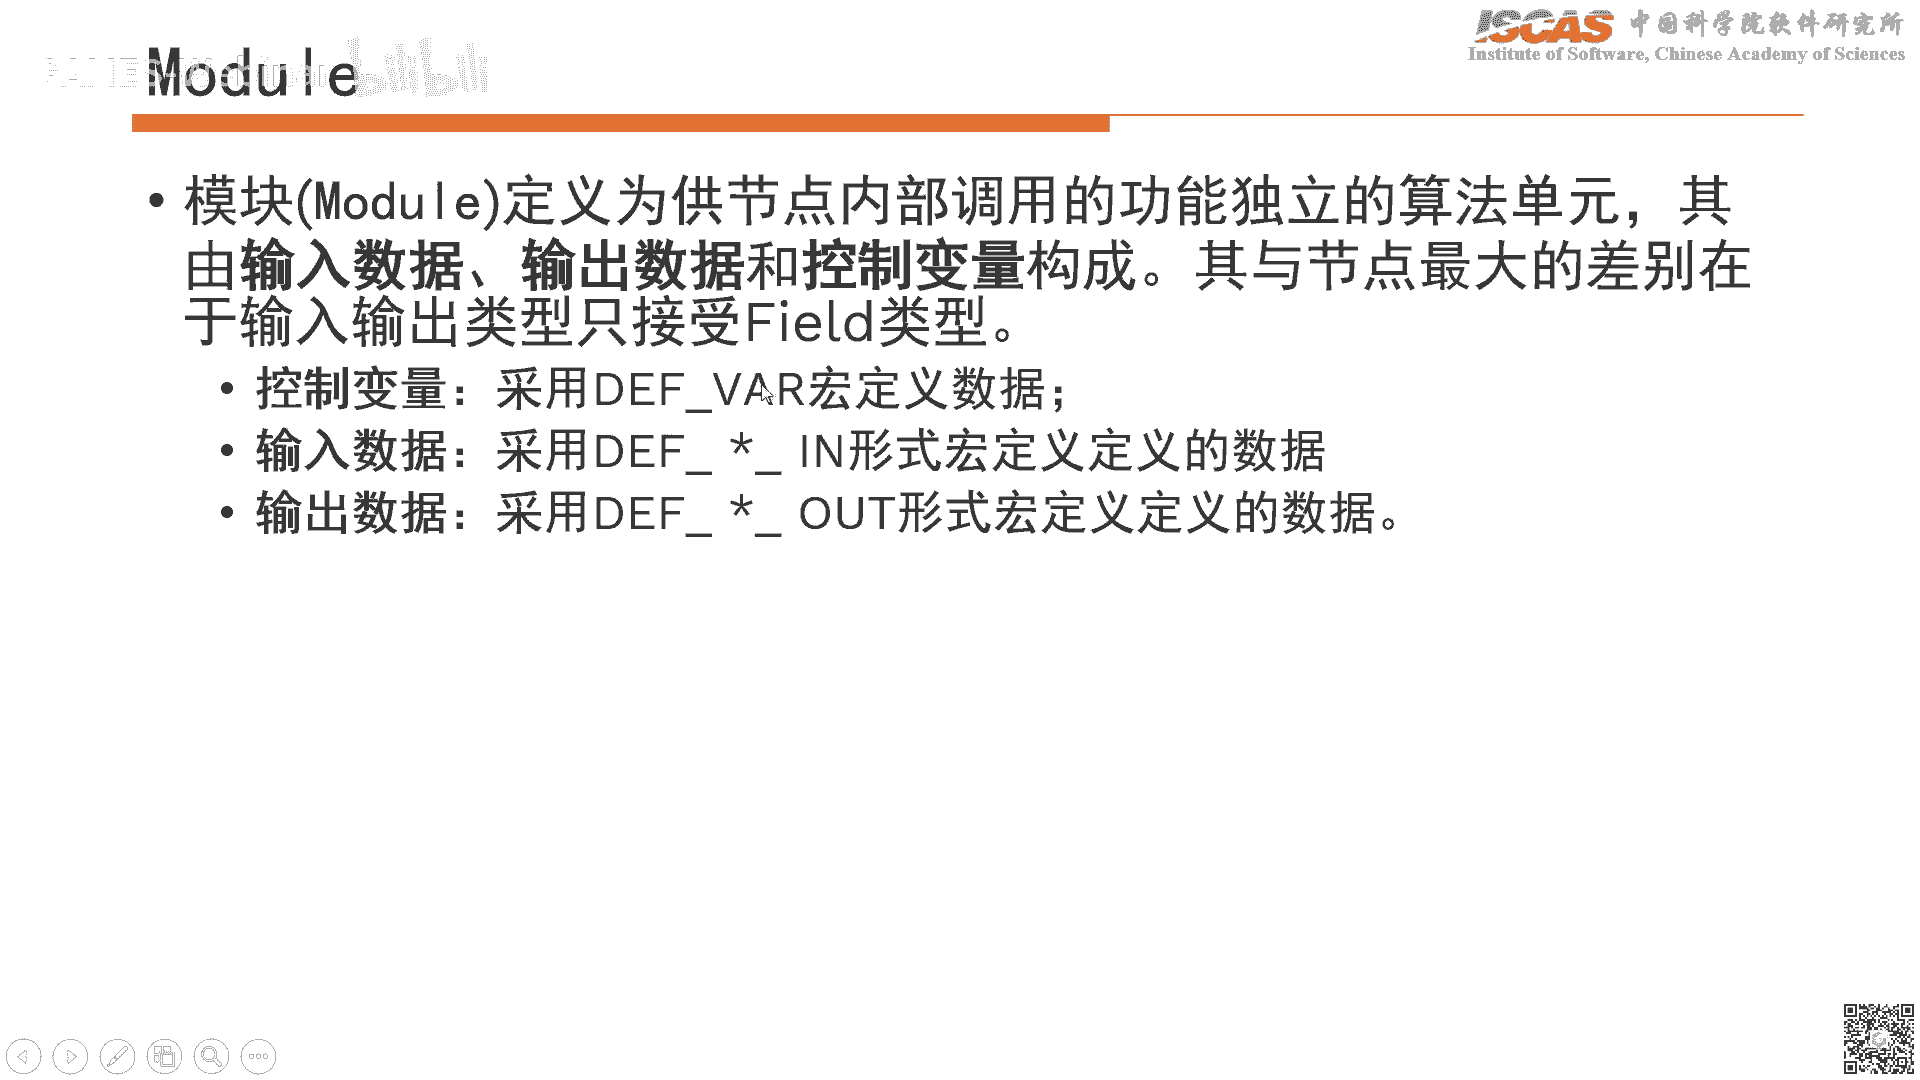 中国科学院软件研究所
Institute of Software, Chinese Academy of Sciences
ISCAS
GAMES-Webinar bilibili
Module
• 模块(Module)定义为供节点内部调用的功能独立的算法单元，其
由输入数据、输出数据和控制变量构成。其与节点最大的差别在
于输入输出类型只接受Field类型。
• 控制变量：采用DEF_VAR宏定义数据；
• 输入数据：采用DEF_ *_ IN形式宏定义定义的数据
• 输出数据：采用DEF_ *_ OUT形式宏定义定义的数据。